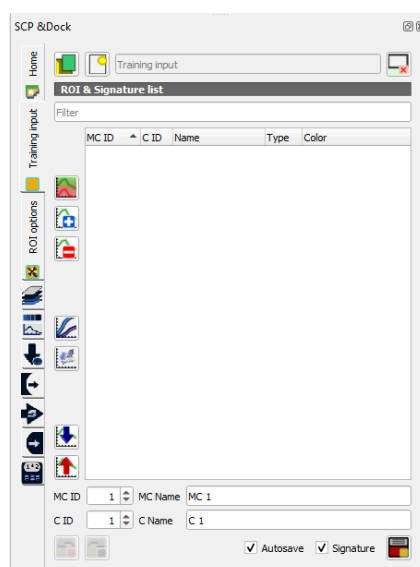 SCP &Dock
Home
Training input
ROI & Signature list
Training input
Filter
MC ID C ID Name Type Color
ROI options
MC ID 1 MC Name MC 1
C ID 1 C Name C 1
Autosave Signature